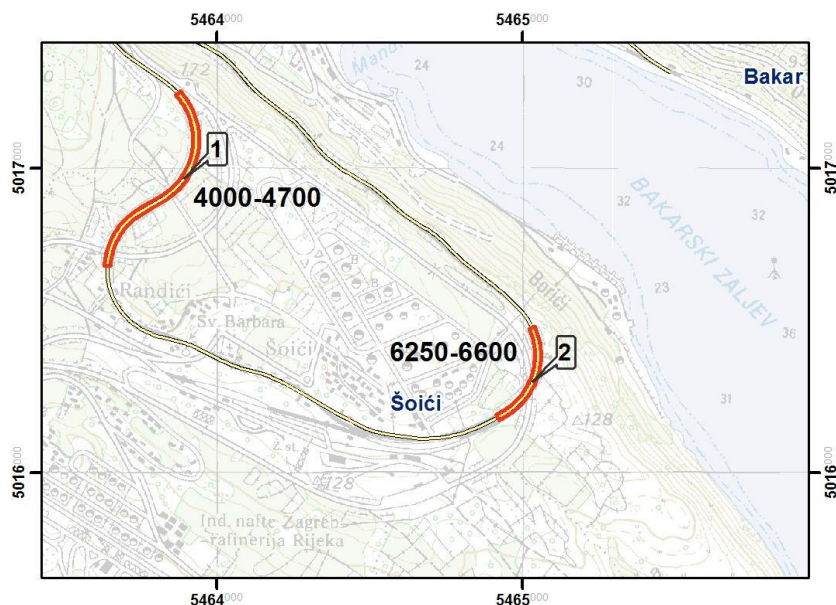 5464000
5465000
172
24
30
Bakar
93
24
1
5017000
5017000
4000-4700
32
32
BAKARSKI ZALJEV
B
Randići
23
Sv. Barbara
36
Šoići
6250-6600
2
31
Šoići
128
5016000
5016000
Ž. st.
128
Ind. nafte Zagreb-
-rafinerija Rijeka
5464000
5465000